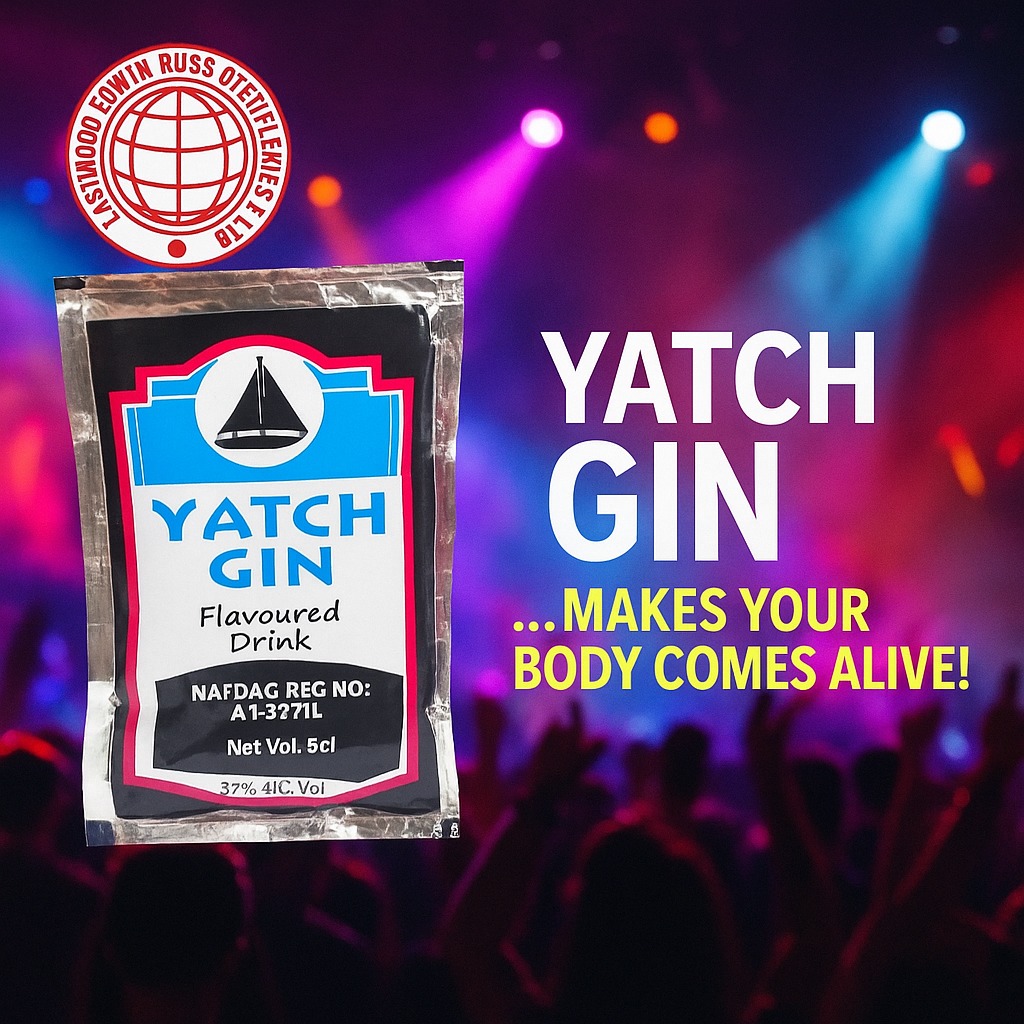 LASTWOOD EOWIN RUSS OTETIFLEKIES E LTB
YATCH
GIN
Flavoured
Drink
NAFDAG REG NO:
A1-3271L
Net Vol. 5cl
37% 4IC. Vol
YATCH
GIN
...MAKES YOUR
BODY COMES ALIVE!